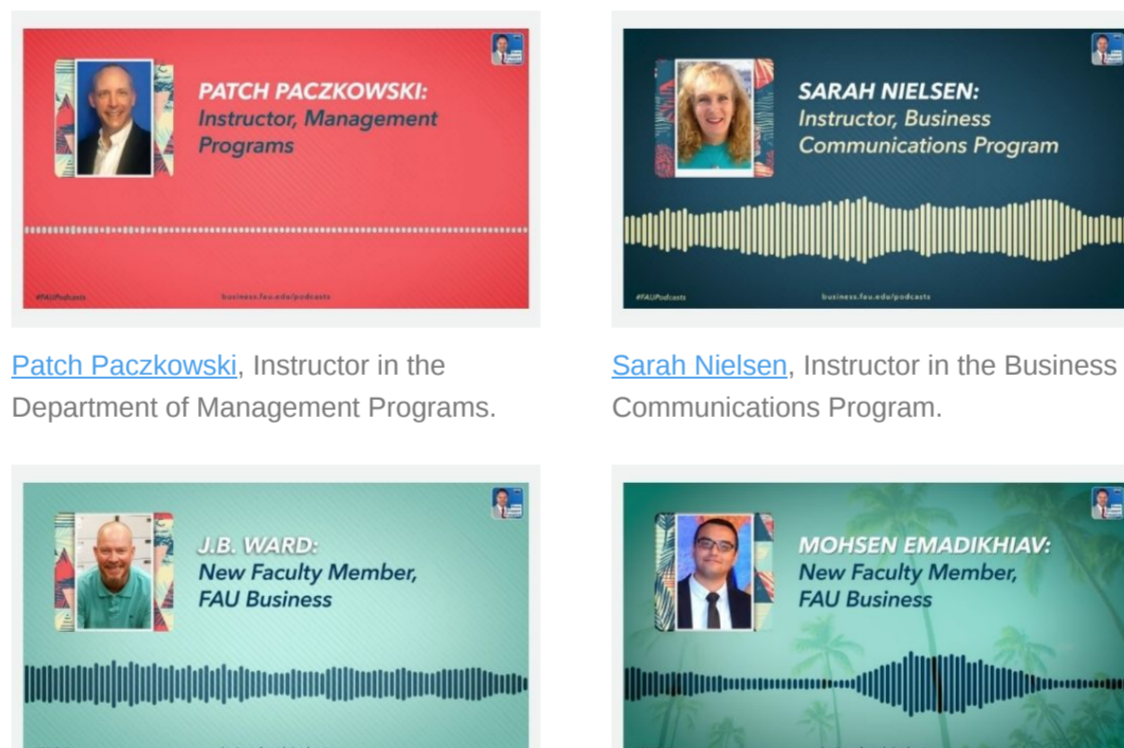 PATCH PACZKOWSKI:
Instructor, Management
Programs
#FAUPodcasts
business.fau.edu/podcasts
SARAH NIELSEN:
Instructor, Business
Communications Program
#FAUPodcasts
business.fau.edu/podcasts
Patch Paczkowski, Instructor in the
Department of Management Programs.
Sarah Nielsen, Instructor in the Business
Communications Program.
J.B. WARD:
New Faculty Member,
FAU Business
MOHSEN EMADIKHIAV:
New Faculty Member,
FAU Business